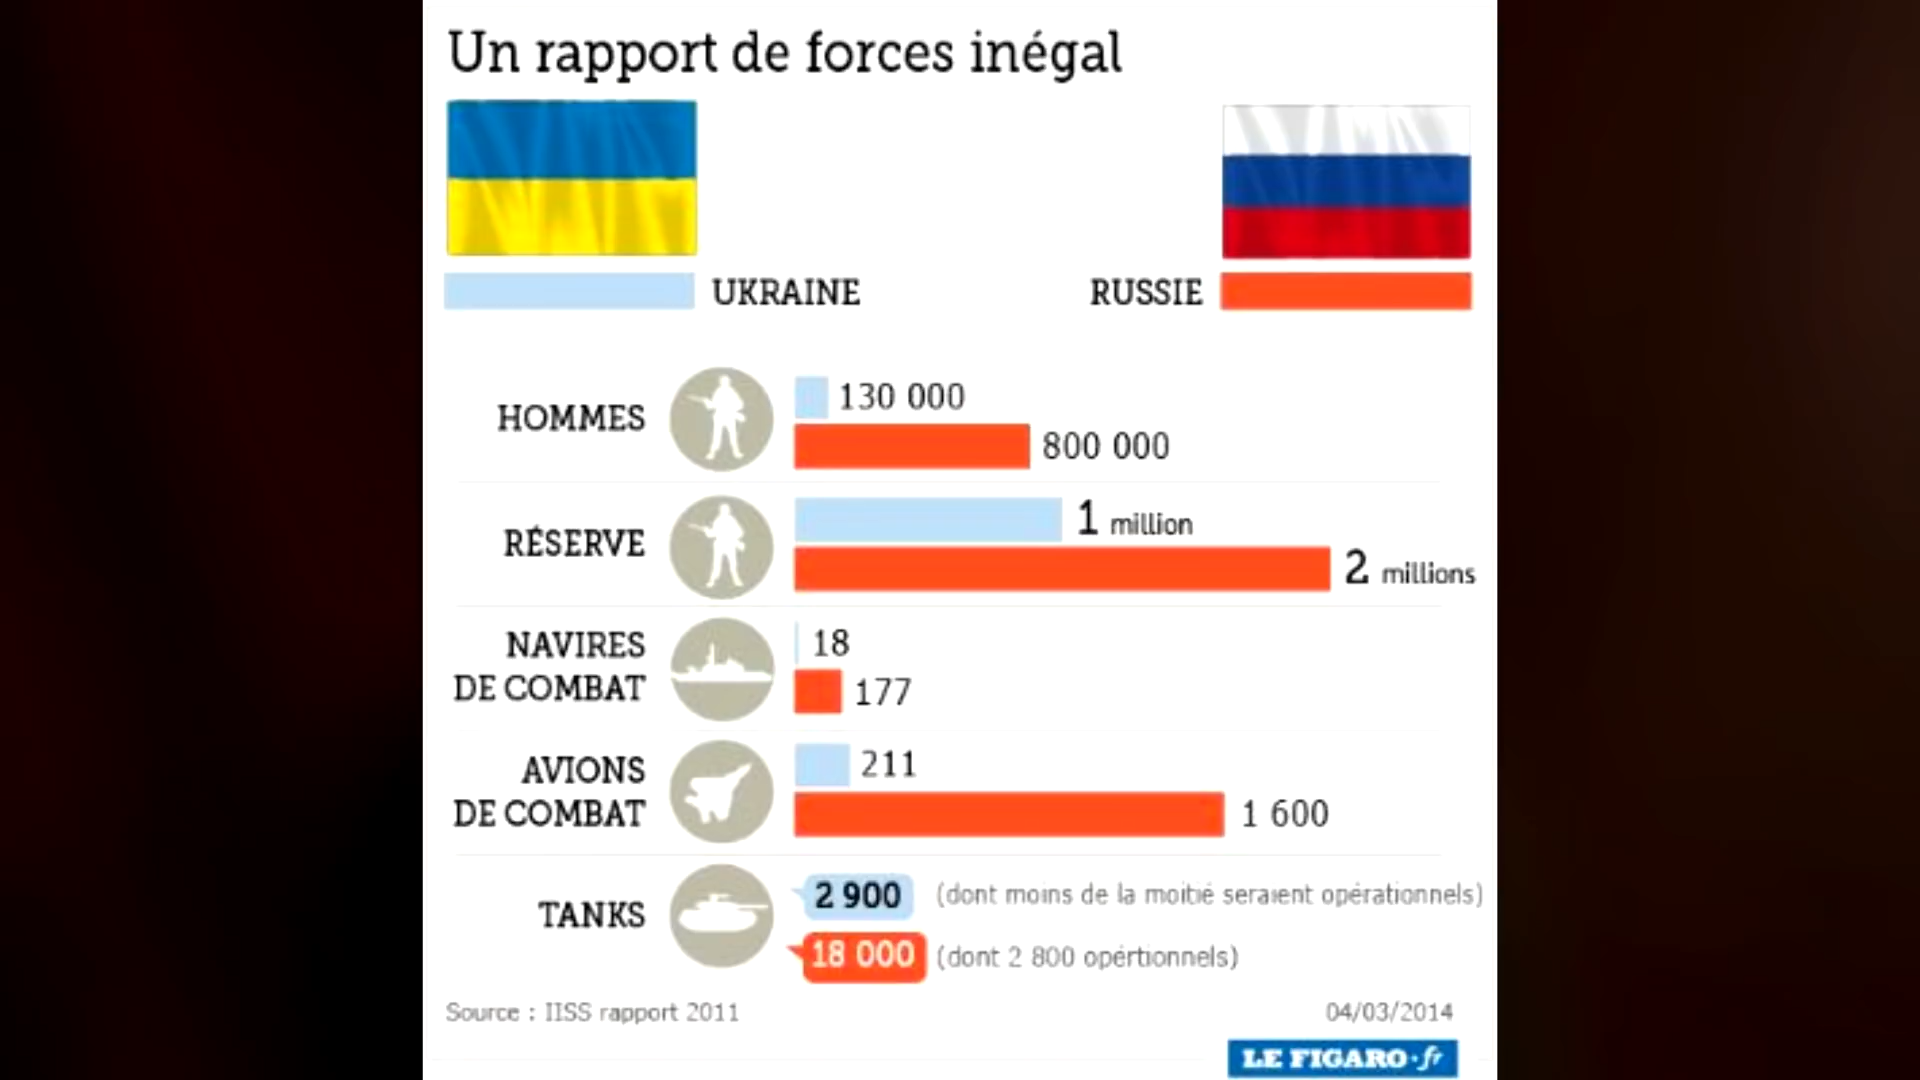 Un rapport de forces inégal
UKRAINE
RUSSIE
HOMMES
130 000
800 000
RÉSERVE
1 million
2 millions
NAVIRES
DE COMBAT
18
177
AVIONS
DE COMBAT
211
1 600
TANKS
2 900 (dont moins de la moitié seraient opérationnels)
18 000 (dont 2 800 opértionnels)
Source : IISS rapport 2011
04/03/2014
LE FIGARO·fr